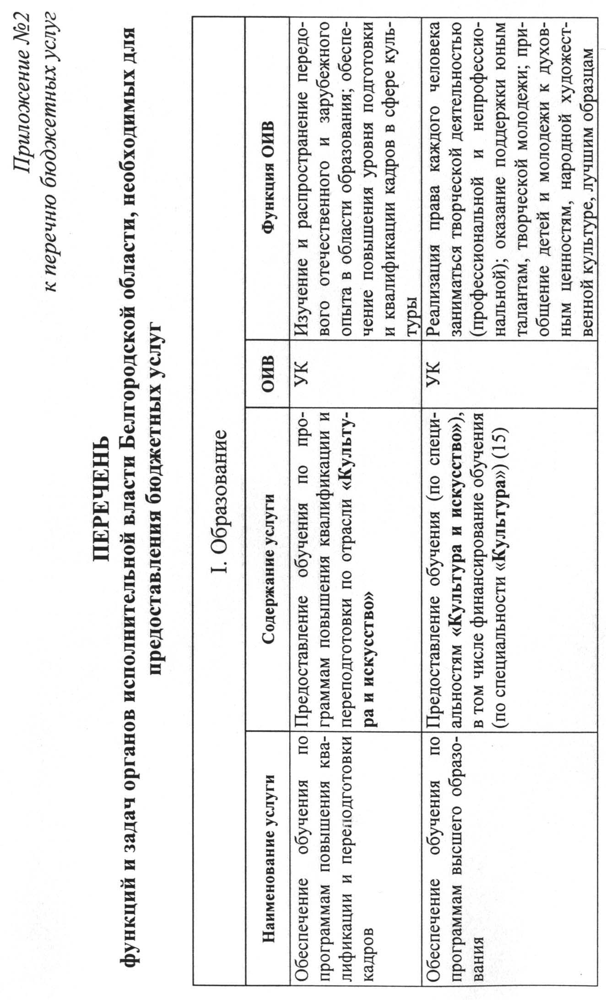 Приложение №2
к перечню бюджетных услуг
ПЕРЕЧЕНЬ
функций и задач органов исполнительной власти Белгородской области, необходимых для
предоставления бюджетных услуг
I. Образование
Наименование услуги
Содержание услуги
ОИВ
Функция ОИВ
Обеспечение обучения по
программам повышения ква-
лификации и переподготовки
кадров
Предоставление обучения по про-
граммам повышения квалификации и
переподготовки по отрасли «Культу-
ра и искусство»
УК
Изучение и распространение передо-
вого отечественного и зарубежного
опыта в области образования; обеспе-
чение повышения уровня подготовки
и квалификации кадров в сфере куль-
туры
Обеспечение обучения по
программам высшего образо-
вания
Предоставление обучения (по специ-
альностям «Культура и искусство»),
в том числе финансирование обучения
(по специальности «Культура») (15)
УК
Реализация права каждого человека
заниматься творческой деятельностью
(профессиональной и непрофессио-
нальной); оказание поддержки юным
талантам, творческой молодежи; при-
общение детей и молодежи к духов-
ным ценностям, народной художест-
венной культуре, лучшим образцам